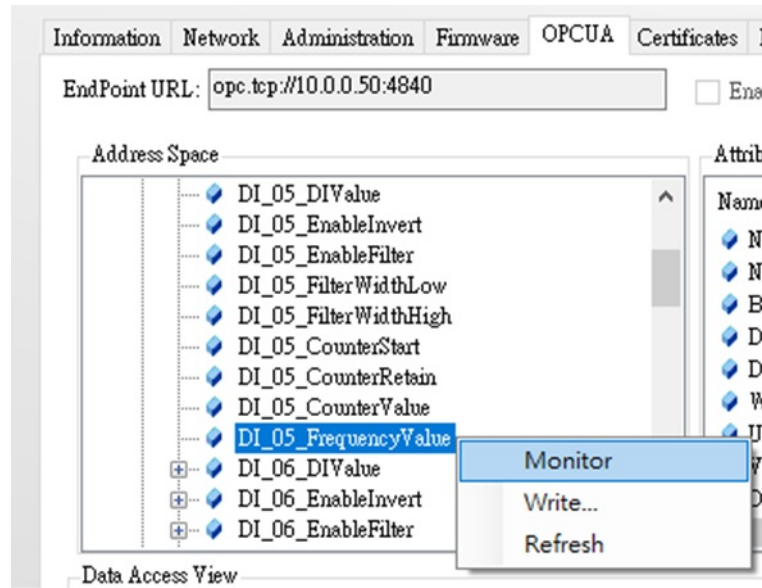 Information Network Administration Firmware OPCUA Certificates
EndPoint URL: opc.tcp://10.0.0.50:4840
Address Space
DI_05_DIValue
DI_05_EnableInvert
DI_05_EnableFilter
DI_05_FilterWidthLow
DI_05_FilterWidthHigh
DI_05_CounterStart
DI_05_CounterRetain
DI_05_CounterValue
DI_05_FrequencyValue
DI_06_DIValue
DI_06_EnableInvert
DI_06_EnableFilter
Monitor
Write...
Refresh
Data Access View